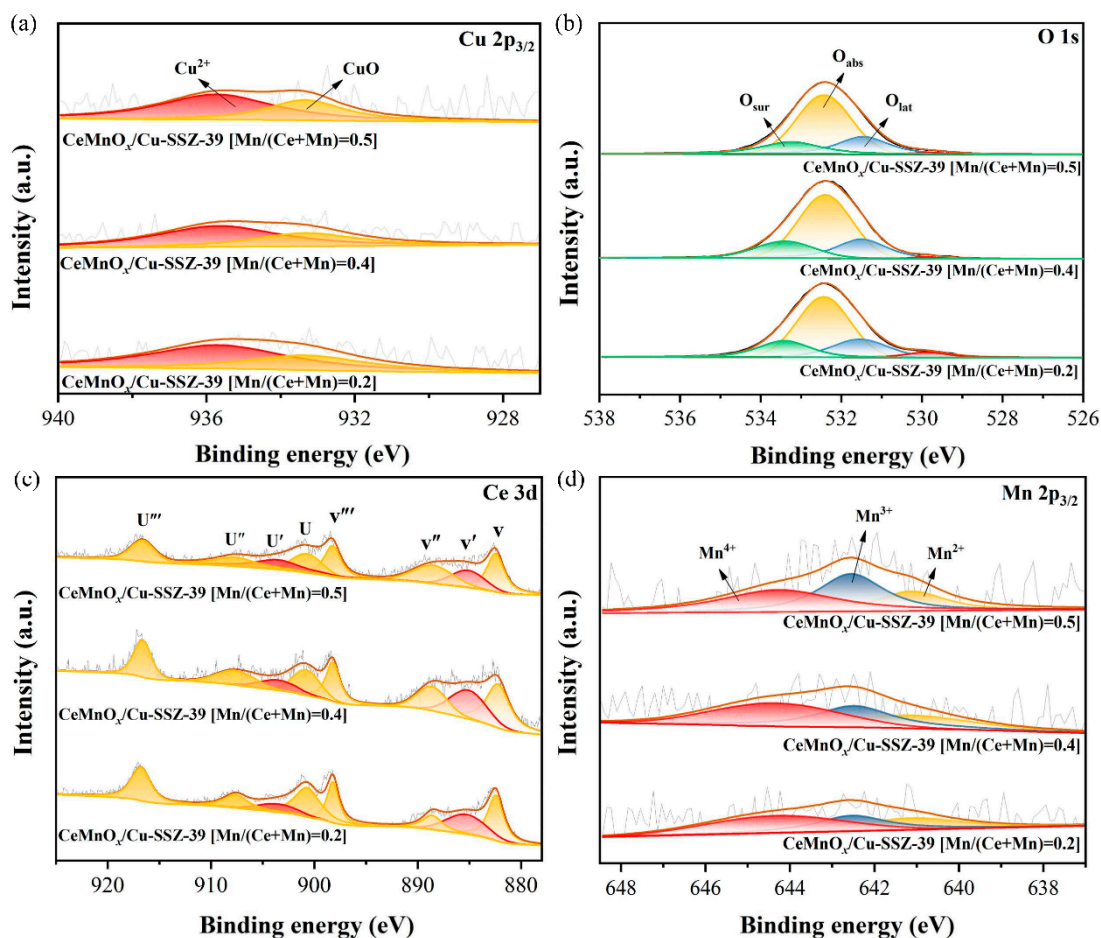 (a)
Cu 2p3/2
Cu2+
CuO
CeMnOx/Cu-SSZ-39 [Mn/(Ce+Mn)=0.5]
CeMnOx/Cu-SSZ-39 [Mn/(Ce+Mn)=0.4]
CeMnOx/Cu-SSZ-39 [Mn/(Ce+Mn)=0.2]
Intensity (a.u.)
940 936 932 928
Binding energy (eV)
(b)
O 1s
Oabs
Osur
Olat
CeMnOx/Cu-SSZ-39 [Mn/(Ce+Mn)=0.5]
CeMnOx/Cu-SSZ-39 [Mn/(Ce+Mn)=0.4]
CeMnOx/Cu-SSZ-39 [Mn/(Ce+Mn)=0.2]
Intensity (a.u.)
538 536 534 532 530 528 526
Binding energy (eV)
(c)
Ce 3d
U''' U'' U' U v''' v'' v' v
CeMnOx/Cu-SSZ-39 [Mn/(Ce+Mn)=0.5]
CeMnOx/Cu-SSZ-39 [Mn/(Ce+Mn)=0.4]
CeMnOx/Cu-SSZ-39 [Mn/(Ce+Mn)=0.2]
Intensity (a.u.)
920 910 900 890 880
Binding energy (eV)
(d)
Mn 2p3/2
Mn3+
Mn4+
Mn2+
CeMnOx/Cu-SSZ-39 [Mn/(Ce+Mn)=0.5]
CeMnOx/Cu-SSZ-39 [Mn/(Ce+Mn)=0.4]
CeMnOx/Cu-SSZ-39 [Mn/(Ce+Mn)=0.2]
Intensity (a.u.)
648 646 644 642 640 638
Binding energy (eV)